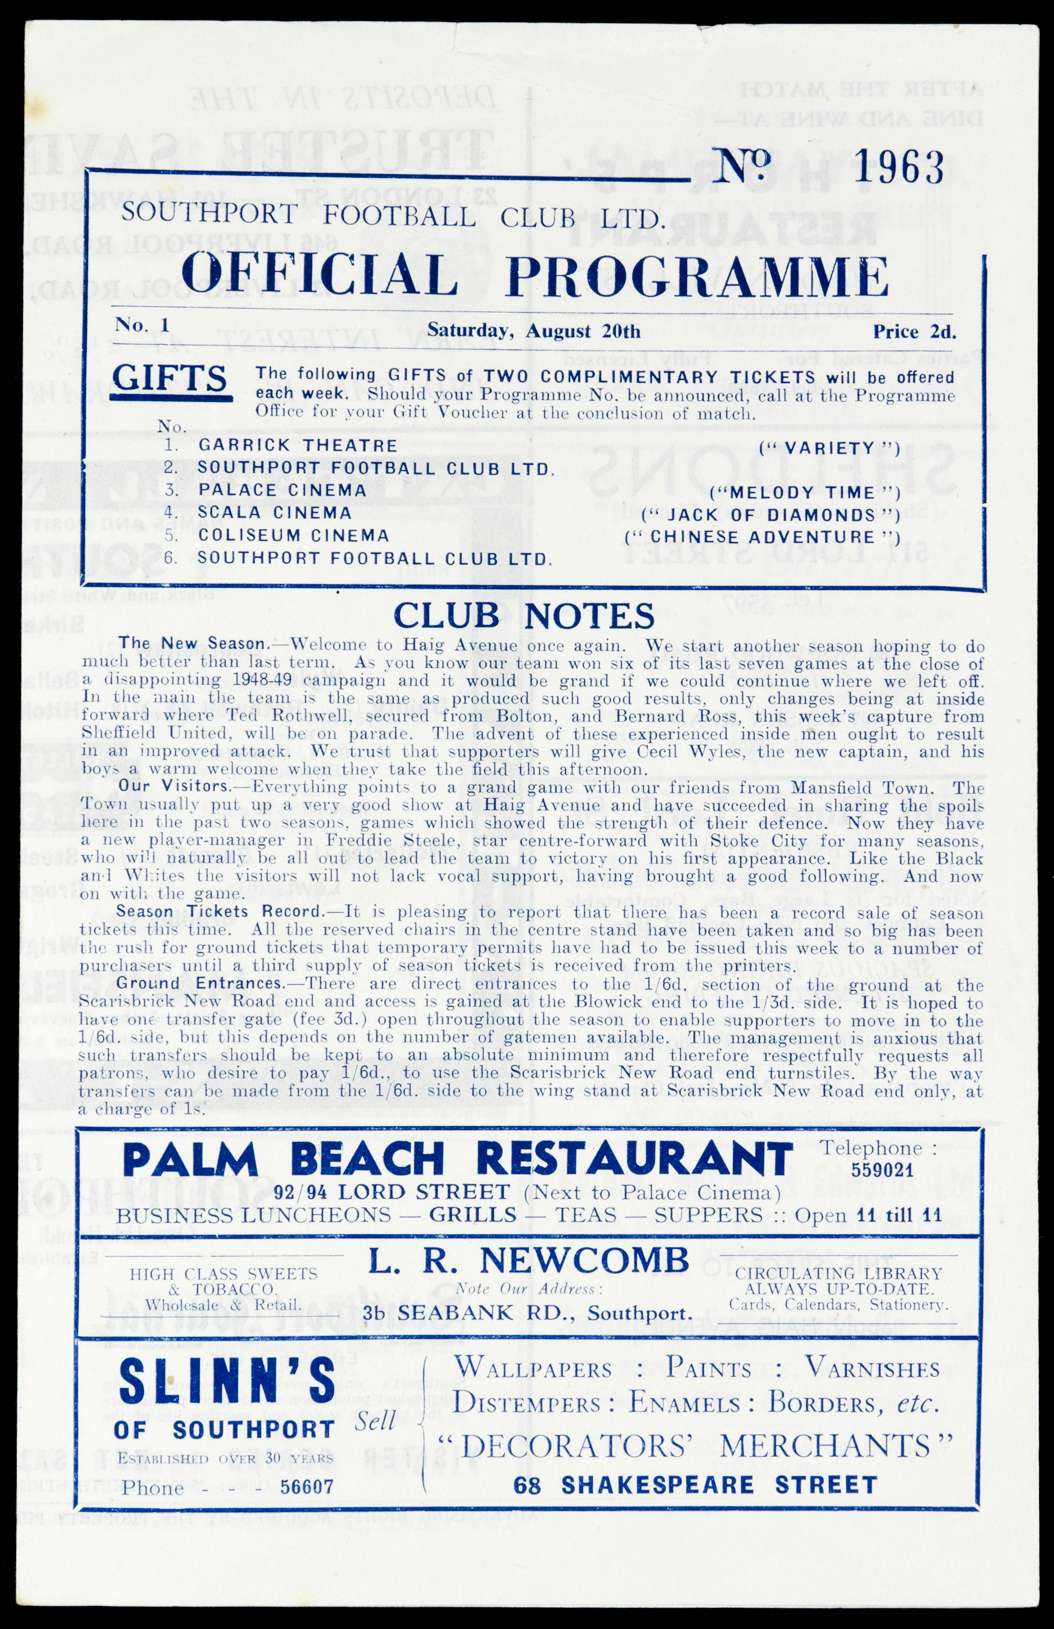 No 1963
SOUTHPORT FOOTBALL CLUB LTD.
OFFICIAL PROGRAMME
No. 1 Saturday, August 20th Price 2d.
GIFTS The following GIFTS of TWO COMPLIMENTARY TICKETS will be offered
each week. Should your Programme No. be announced, call at the Programme
Office for your Gift Voucher at the conclusion of match.
No.
1. GARRICK THEATRE (" VARIETY ")
2. SOUTHPORT FOOTBALL CLUB LTD.
3. PALACE CINEMA ("MELODY TIME ")
4. SCALA CINEMA (" JACK OF DIAMONDS ")
5. COLISEUM CINEMA (" CHINESE ADVENTURE ")
6. SOUTHPORT FOOTBALL CLUB LTD.
CLUB NOTES
The New Season.—Welcome to Haig Avenue once again. We start another season hoping to do
much better than last term. As you know our team won six of its last seven games at the close of
a disappointing 1948-49 campaign and it would be grand if we could continue where we left off.
In the main the team is the same as produced such good results, only changes being at inside
forward where Ted Rothwell, secured from Bolton, and Bernard Ross, this week's capture from
Sheffield United, will be on parade. The advent of these experienced inside men ought to result
in an improved attack. We trust that supporters will give Cecil Wyles, the new captain, and his
boys a warm welcome when they take the field this afternoon.
Our Visitors.—Everything points to a grand game with our friends from Mansfield Town. The
Town usually put up a very good show at Haig Avenue and have succeeded in sharing the spoils
here in the past two seasons, games which showed the strength of their defence. Now they have
a new player-manager in Freddie Steele, star centre-forward with Stoke City for many seasons,
who will naturally be all out to lead the team to victory on his first appearance. Like the Black
and Whites the visitors will not lack vocal support, having brought a good following. And now
on with the game.
Season Tickets Record.—It is pleasing to report that there has been a record sale of season
tickets this time. All the reserved chairs in the centre stand have been taken and so big has been
the rush for ground tickets that temporary permits have had to be issued this week to a number of
purchasers until a third supply of season tickets is received from the printers.
Ground Entrances.—There are direct entrances to the 1/6d. section of the ground at the
Scarisbrick New Road end and access is gained at the Blowick end to the 1/3d. side. It is hoped to
have one transfer gate (fee 3d.) open throughout the season to enable supporters to move in to the
1/6d. side, but this depends on the number of gatemen available. The management is anxious that
such transfers should be kept to an absolute minimum and therefore respectfully requests all
patrons, who desire to pay 1/6d., to use the Scarisbrick New Road end turnstiles. By the way
transfers can be made from the 1/6d. side to the wing stand at Scarisbrick New Road end only, at
a charge of 1s.
PALM BEACH RESTAURANT Telephone :
559021
92/94 LORD STREET (Next to Palace Cinema)
BUSINESS LUNCHEONS — GRILLS — TEAS — SUPPERS :: Open 11 till 11
HIGH CLASS SWEETS
& TOBACCO.
Wholesale & Retail.
L. R. NEWCOMB
Note Our Address :
3b SEABANK RD., Southport.
CIRCULATING LIBRARY
ALWAYS UP-TO-DATE.
Cards, Calendars, Stationery.
SLINN'S
OF SOUTHPORT
ESTABLISHED OVER 30 YEARS
Phone - - - 56607
Sell
WALLPAPERS : PAINTS : VARNISHES
DISTEMPERS : ENAMELS : BORDERS, etc.
" DECORATORS' MERCHANTS "
68 SHAKESPEARE STREET